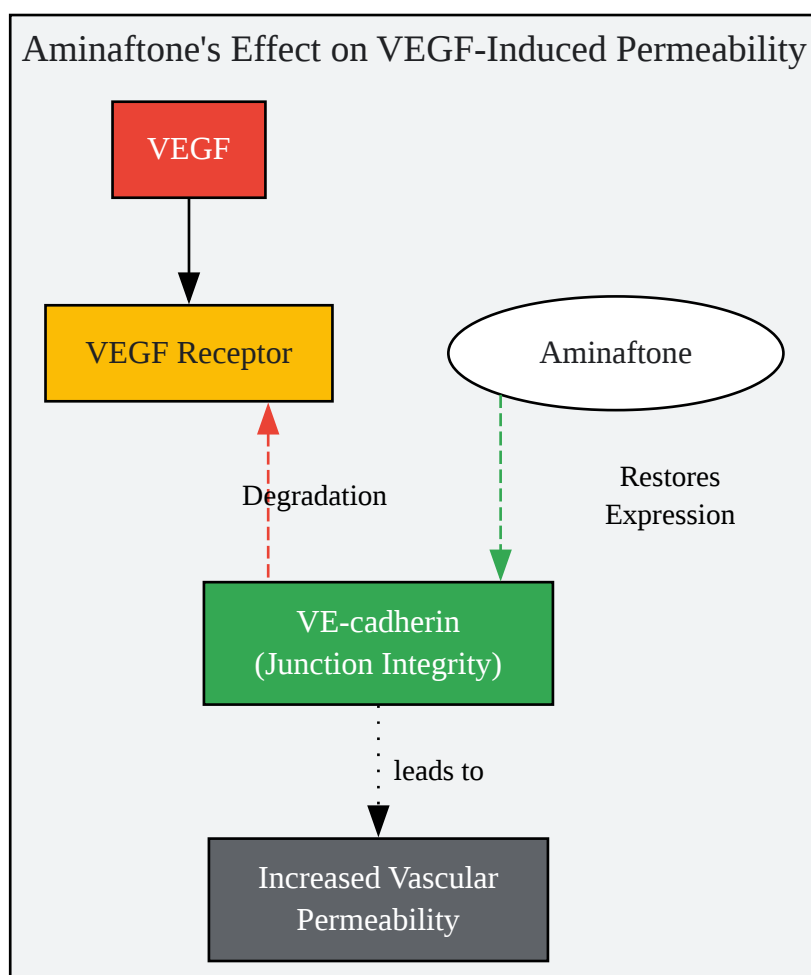 Aminaftone's Effect on VEGF-Induced Permeability
VEGF
VEGF Receptor
Aminaftone
Degradation
Restores
Expression
VE-cadherin
(Junction Integrity)
leads to
Increased Vascular
Permeability